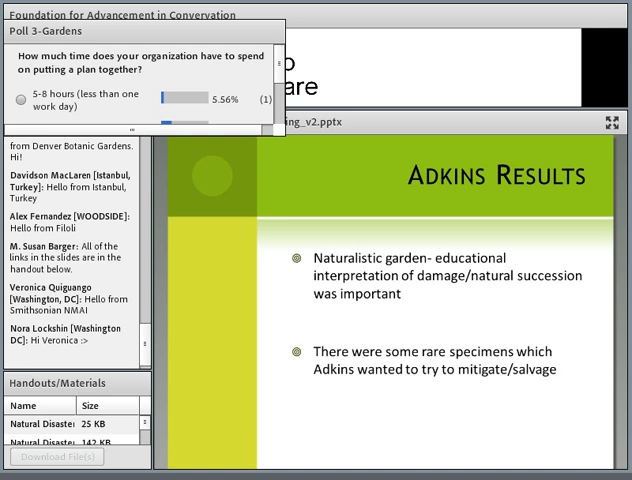 Foundation for Advancement in Convervation
Poll 3-Gardens
How much time does your organization have to spend
on putting a plan together?
5-8 hours (less than one
work day)
5.56%
(1)
are
ing_v2.pptx
from Denver Botanic Gardens.
Hi!
Davidson MacLaren [Istanbul,
Turkey]: Hello from Istanbul,
Turkey
Alex Fernandez [WOODSIDE]:
Hello from Filoli
M. Susan Barger: All of the
links in the slides are in the
handout below.
Veronica Quiguango
[Washington, DC]: Hello from
Smithsonian NMAI
Nora Lockshin [Washington
DC]: Hi Veronica :>
Handouts/Materials
Name Size
Natural Disaster 25 KB
Natural Disaster 142 KB
Download File(s)
ADKINS RESULTS
Naturalistic garden- educational
interpretation of damage/natural succession
was important
There were some rare specimens which
Adkins wanted to try to mitigate/salvage